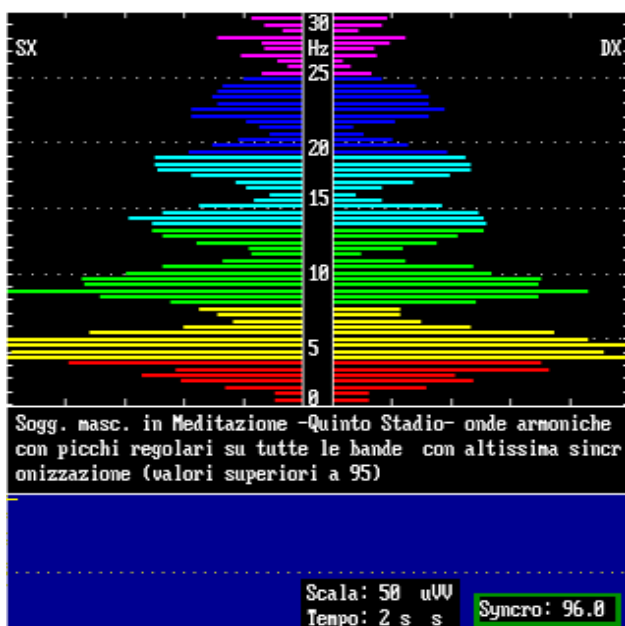 SX
30
Hz
DX
25
20
15
10
5
0
Sogg. masc. in Meditazione -Quinto Stadio- onde armoniche
con picchi regolari su tutte le bande  con altissima sincr
onizzazione (valori superiori a 95)
Scala: 50 uVV
Tempo: 2 s  s
Syncro: 96.0